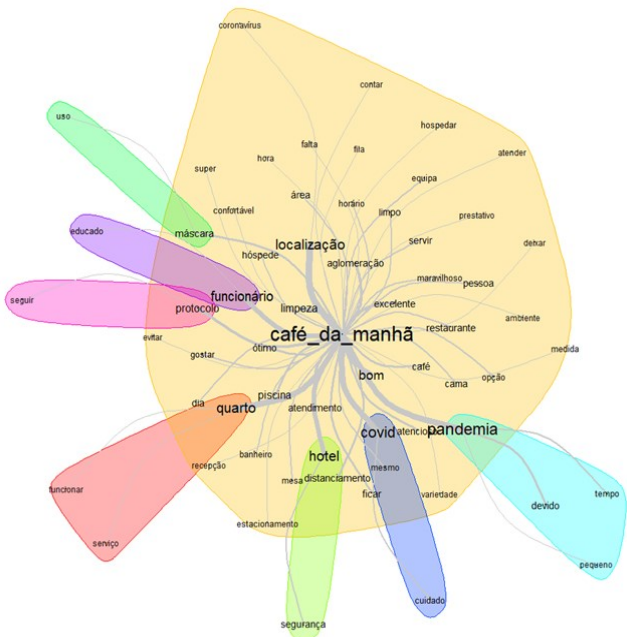 coronavírus
contar
uso
hospedar
falta
fila
atender
hora
super
equipa
área
confortável
horário
limpo
prestativo
educado
máscara
localização
servir
deixar
hóspede
aglomeração
maravilhoso
pessoa
seguir
funcionário
protocolo
limpeza
excelente
ambiente
evitar
café_da_manhã
restaurante
ótimo
medida
gostar
café
bom
opção
cama
piscina
dia
quarto
atendimento
covid
pandemia
banheiro
hotel
recepção
mesmo
mesa
distanciamento
funcionar
ficar
variedade
tempo
devido
estacionamento
serviço
pequeno
cuidado
segurança